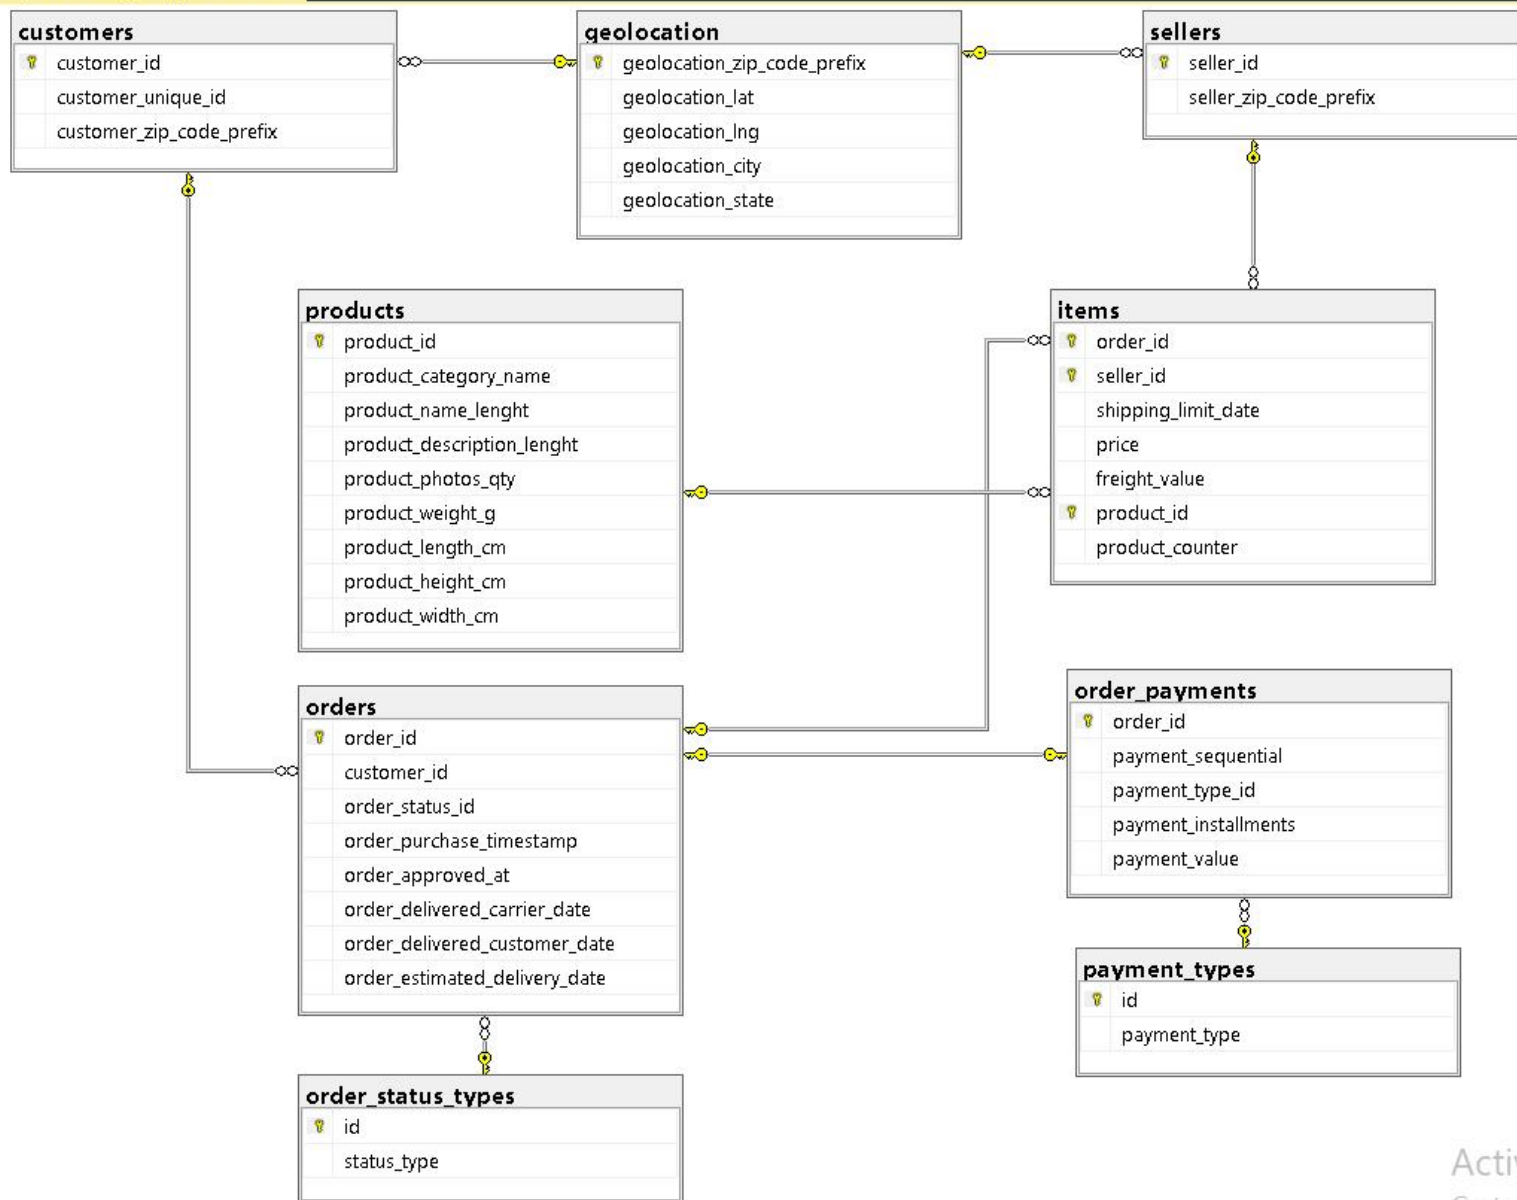 customers
customer_id
customer_unique_id
customer_zip_code_prefix
geolocation
geolocation_zip_code_prefix
geolocation_lat
geolocation_lng
geolocation_city
geolocation_state
sellers
seller_id
seller_zip_code_prefix
products
product_id
product_category_name
product_name_lenght
product_description_lenght
product_photos_qty
product_weight_g
product_length_cm
product_height_cm
product_width_cm
items
order_id
seller_id
shipping_limit_date
price
freight_value
product_id
product_counter
orders
order_id
customer_id
order_status_id
order_purchase_timestamp
order_approved_at
order_delivered_carrier_date
order_delivered_customer_date
order_estimated_delivery_date
order_payments
order_id
payment_sequential
payment_type_id
payment_installments
payment_value
payment_types
id
payment_type
order_status_types
id
status_type